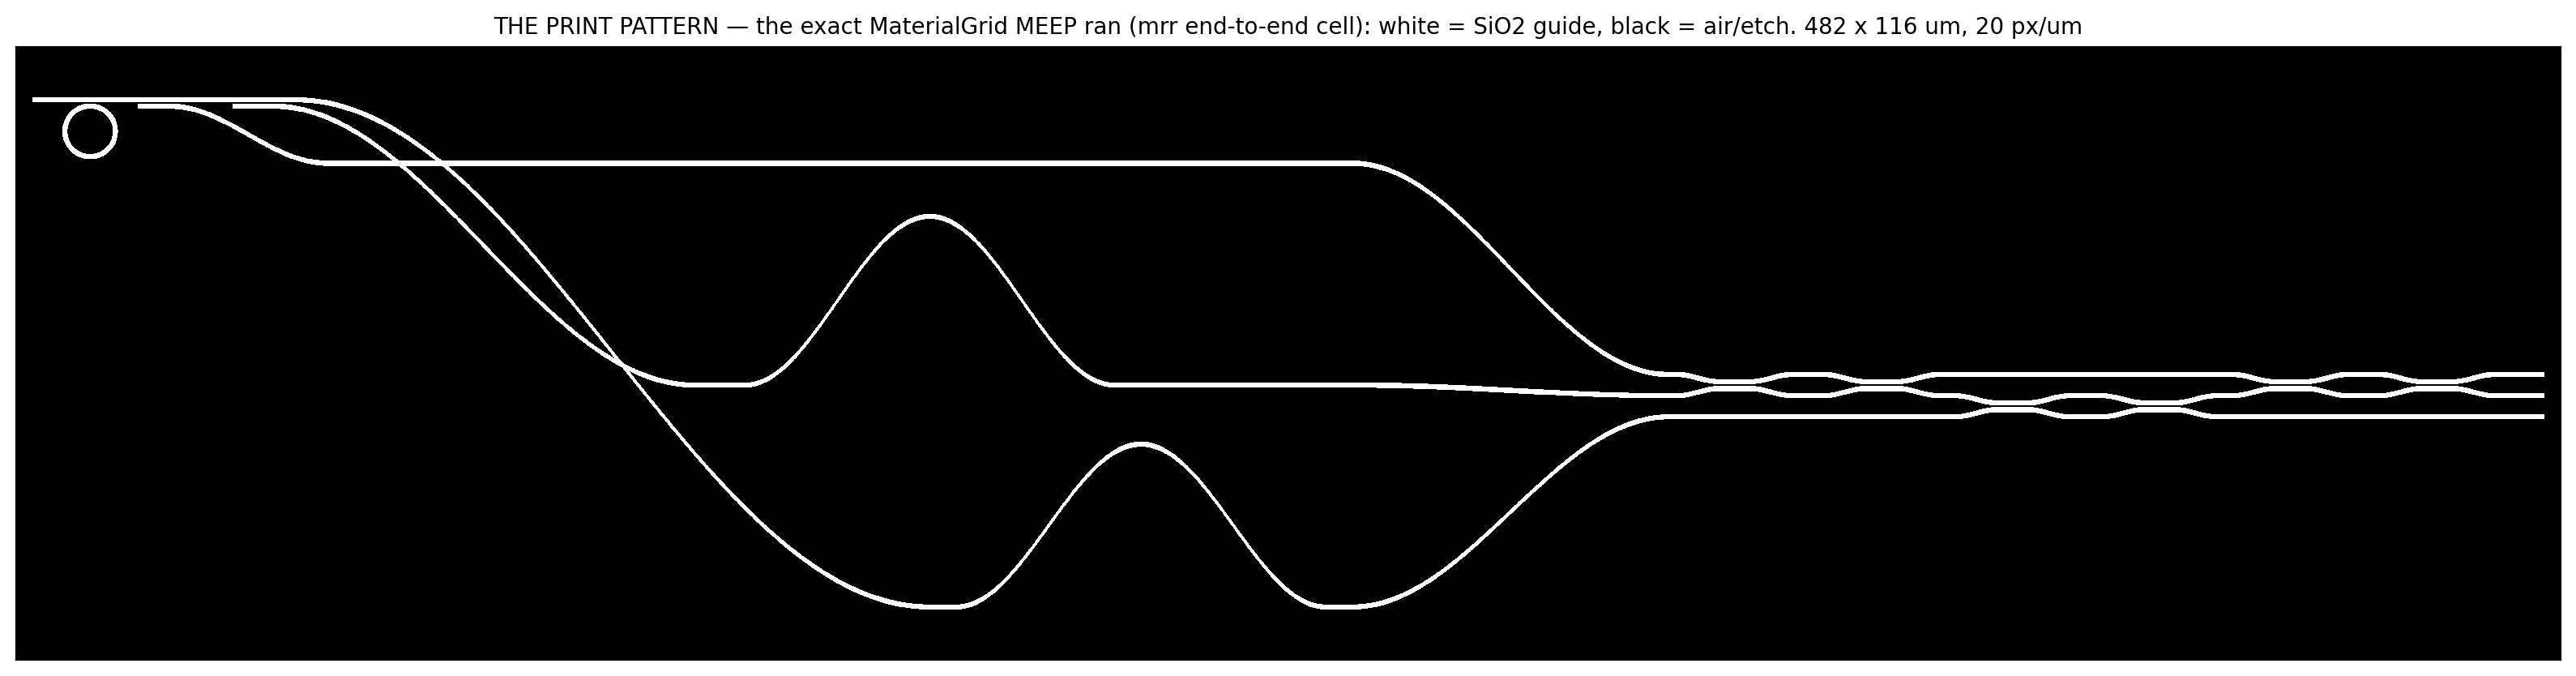 THE PRINT PATTERN — the exact MaterialGrid MEEP ran (mrr end-to-end cell): white = SiO2 guide, black = air/etch. 482 x 116 um, 20 px/um